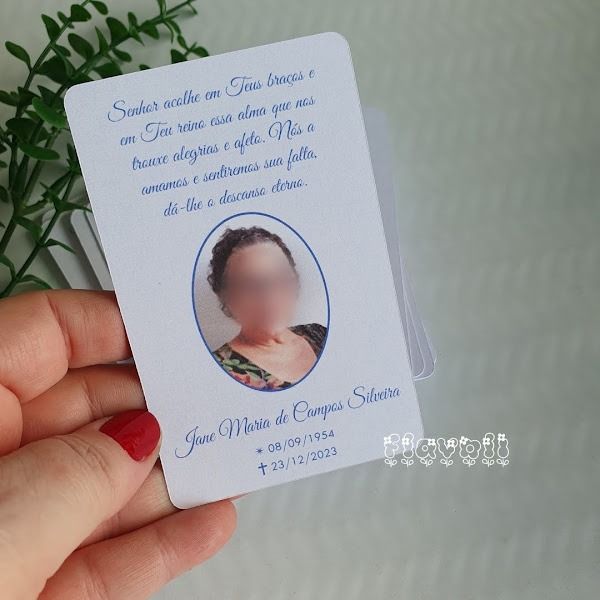 Senhor acolhe em Teus braços e
em Teu reino essa alma que nos
trouxe alegrias e afeto. Nós a
amamos e sentiremos sua falta,
dá-lhe o descanso eterno.
Jane Maria de Campos Silveira
✶ 08/09/1954
✝ 23/12/2023
flavoli